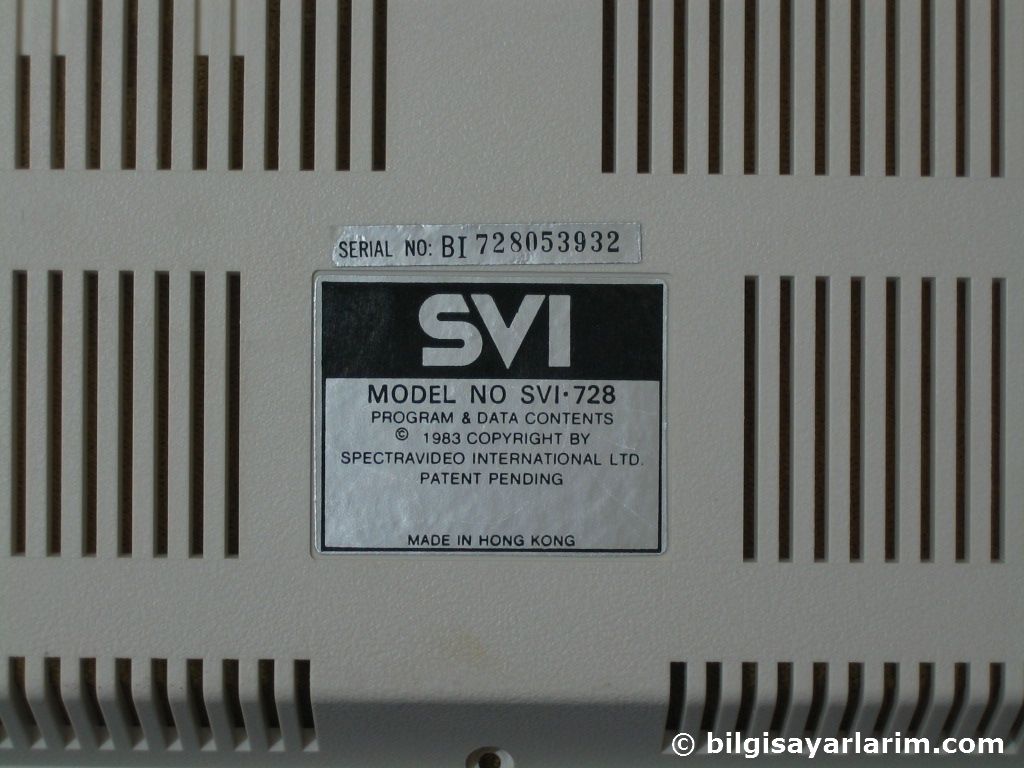 SERIAL NO: BI 728053932
SVI
MODEL NO SVI·728
PROGRAM & DATA CONTENTS
© 1983 COPYRIGHT BY
SPECTRAVIDEO INTERNATIONAL LTD.
PATENT PENDING
MADE IN HONG KONG
© bilgisayarlarim.com